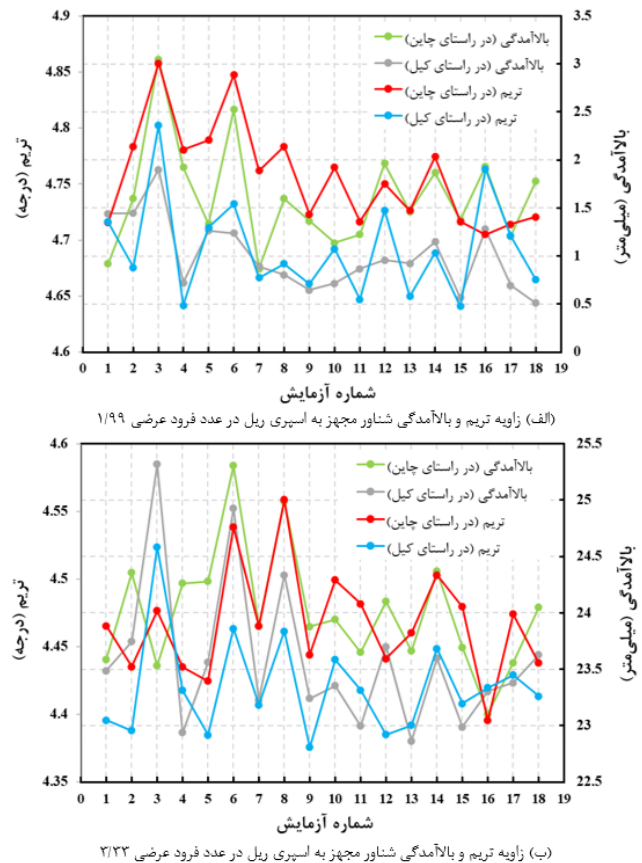 4.9
4.85
4.8
4.75
4.7
4.65
4.6
تریم (درجه)
3.5
3
2.5
2
1.5
1
0.5
0
بالاآمدگی (میلی‌متر)
بالاآمدگی (در راستای چاین)
بالاآمدگی (در راستای کیل)
تریم (در راستای چاین)
تریم (در راستای کیل)
0 1 2 3 4 5 6 7 8 9 10 11 12 13 14 15 16 17 18 19
شماره آزمایش
(الف) زاویه تریم و بالاآمدگی شناور مجهز به اسپری ریل در عدد فرود عرضی ۱/۹۹
4.6
4.55
4.5
4.45
4.4
4.35
تریم (درجه)
25.5
25
24.5
24
23.5
23
22.5
بالاآمدگی (میلی‌متر)
بالاآمدگی (در راستای چاین)
بالاآمدگی (در راستای کیل)
تریم (در راستای چاین)
تریم (در راستای کیل)
0 1 2 3 4 5 6 7 8 9 10 11 12 13 14 15 16 17 18 19
شماره آزمایش
(ب) زاویه تریم و بالاآمدگی شناور مجهز به اسپری ریل در عدد فرود عرضی ۳/۳۳